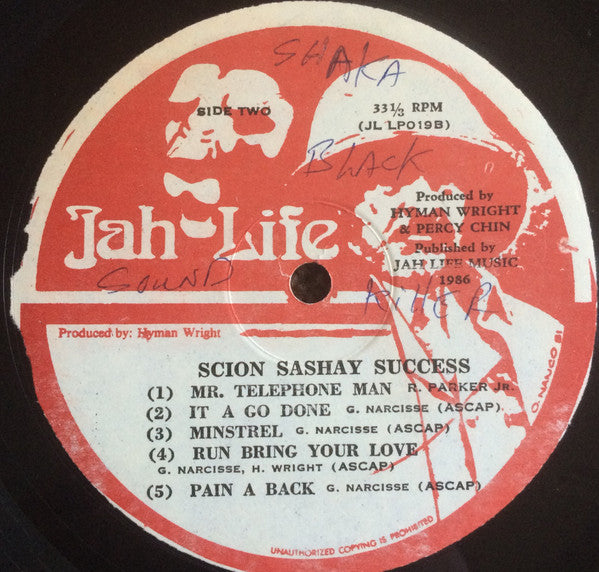 SHAKA
SIDE TWO
33⅓ RPM
(JL LP019B)
BLACK
Produced by
HYMAN WRIGHT
& PERCY CHIN
Published by
JAH LIFE MUSIC
1986
Jah Life
SOUND
KILLER
Produced by: Hyman Wright
SCION SASHAY SUCCESS
(1) MR. TELEPHONE MAN R. PARKER JR.
(2) IT A GO DONE G. NARCISSE (ASCAP)
(3) MINSTREL G. NARCISSE (ASCAP)
(4) RUN BRING YOUR LOVE
G. NARCISSE, H. WRIGHT (ASCAP)
(5) PAIN A BACK G. NARCISSE (ASCAP)
O. NANCO 81
UNAUTHORIZED COPYING IS PROHIBITED